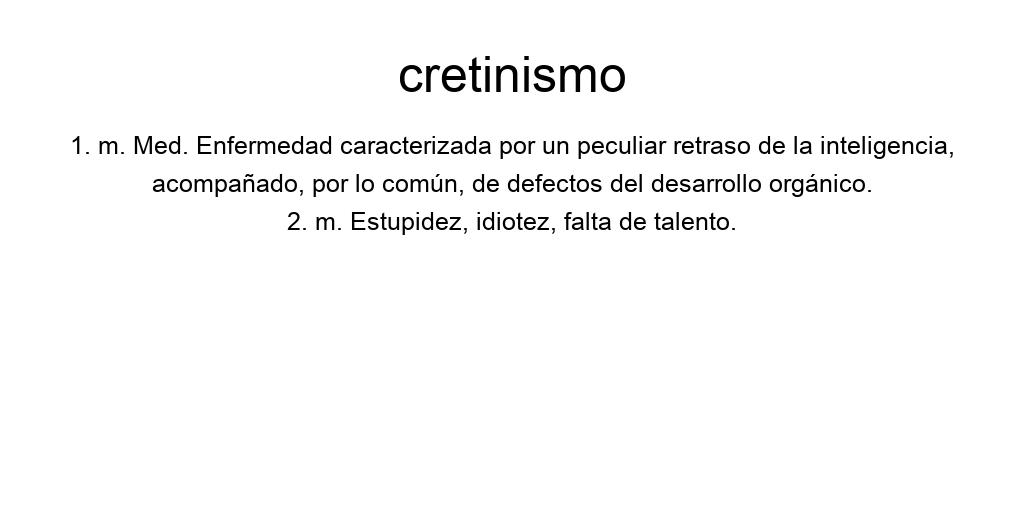 cretinismo
1. m. Med. Enfermedad caracterizada por un peculiar retraso de la inteligencia,
acompañado, por lo común, de defectos del desarrollo orgánico.
2. m. Estupidez, idiotez, falta de talento.